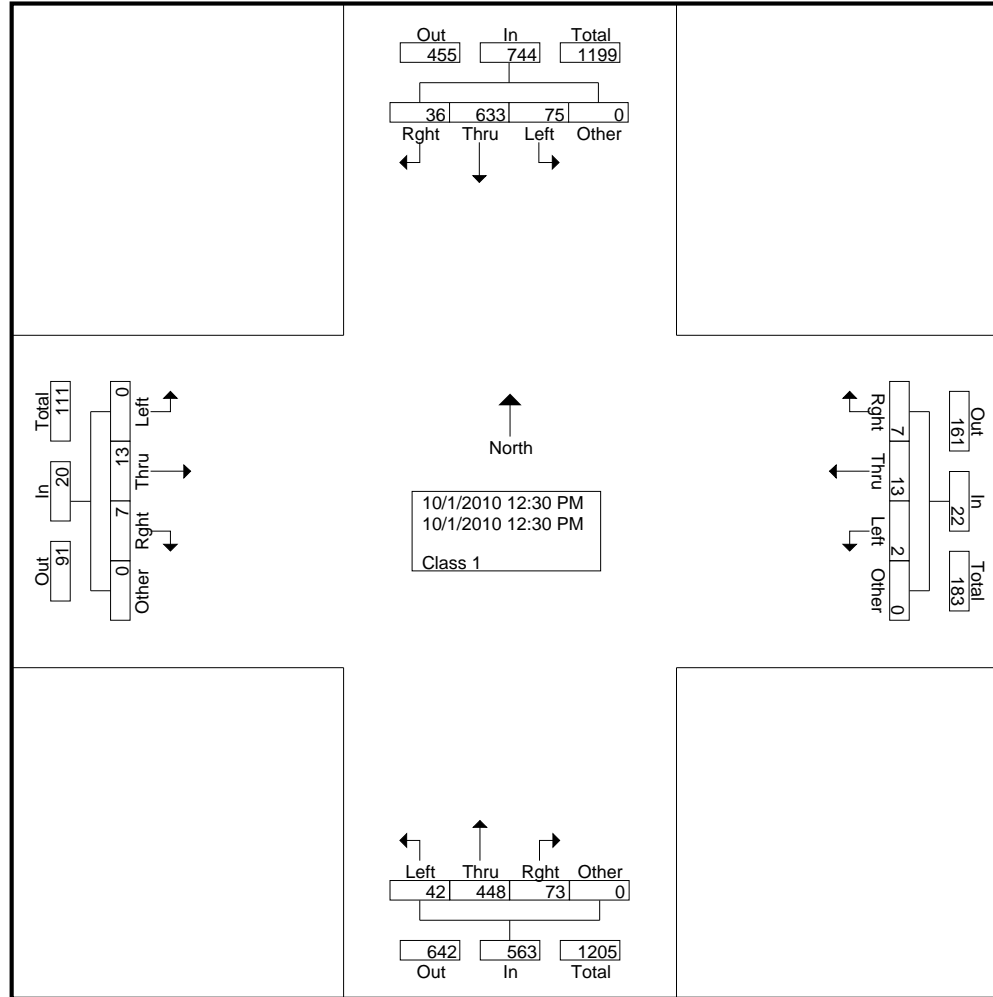 Out In Total
455 744 1199
36 633 75 0
Rght Thru Left Other
Total 111
In 20
Out 91
0 13 7 0
Left Thru Rght Other
North
10/1/2010 12:30 PM
10/1/2010 12:30 PM
Class 1
Rght Thru Left Other
7 13 2 0
Out 161
In 22
Total 183
Left Thru Rght Other
42 448 73 0
642 563 1205
Out In Total